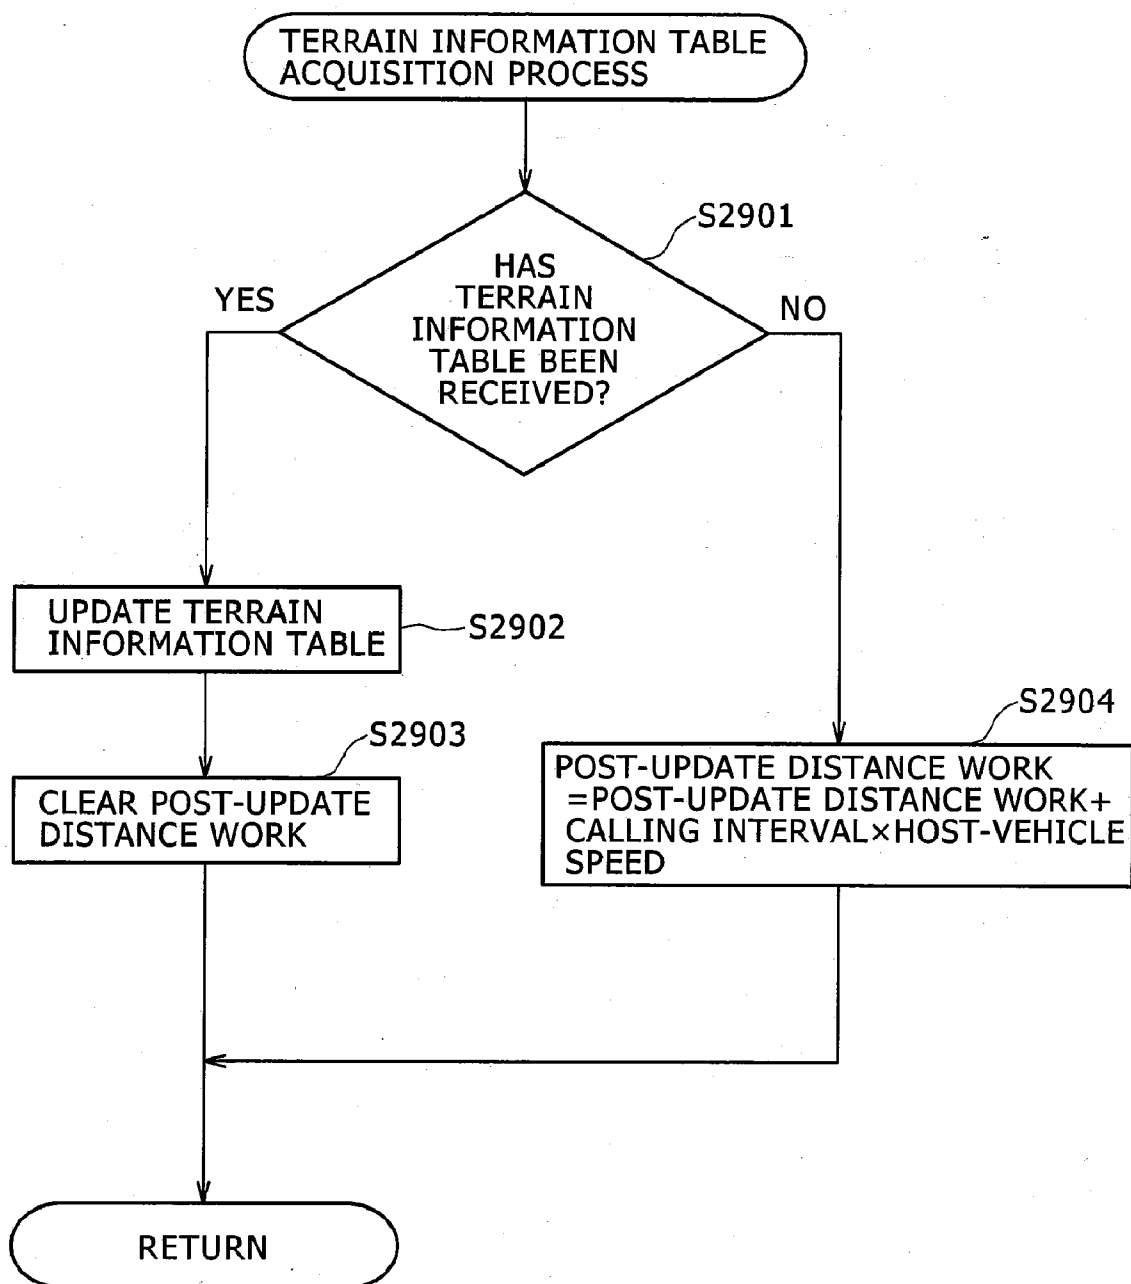 TERRAIN INFORMATION TABLE
ACQUISITION PROCESS
S2901
HAS
TERRAIN
INFORMATION
TABLE BEEN
RECEIVED?
YES
NO
UPDATE TERRAIN
INFORMATION TABLE
S2902
S2903
CLEAR POST-UPDATE
DISTANCE WORK
S2904
POST-UPDATE DISTANCE WORK
=POST-UPDATE DISTANCE WORK+
CALLING INTERVAL×HOST-VEHICLE
SPEED
RETURN